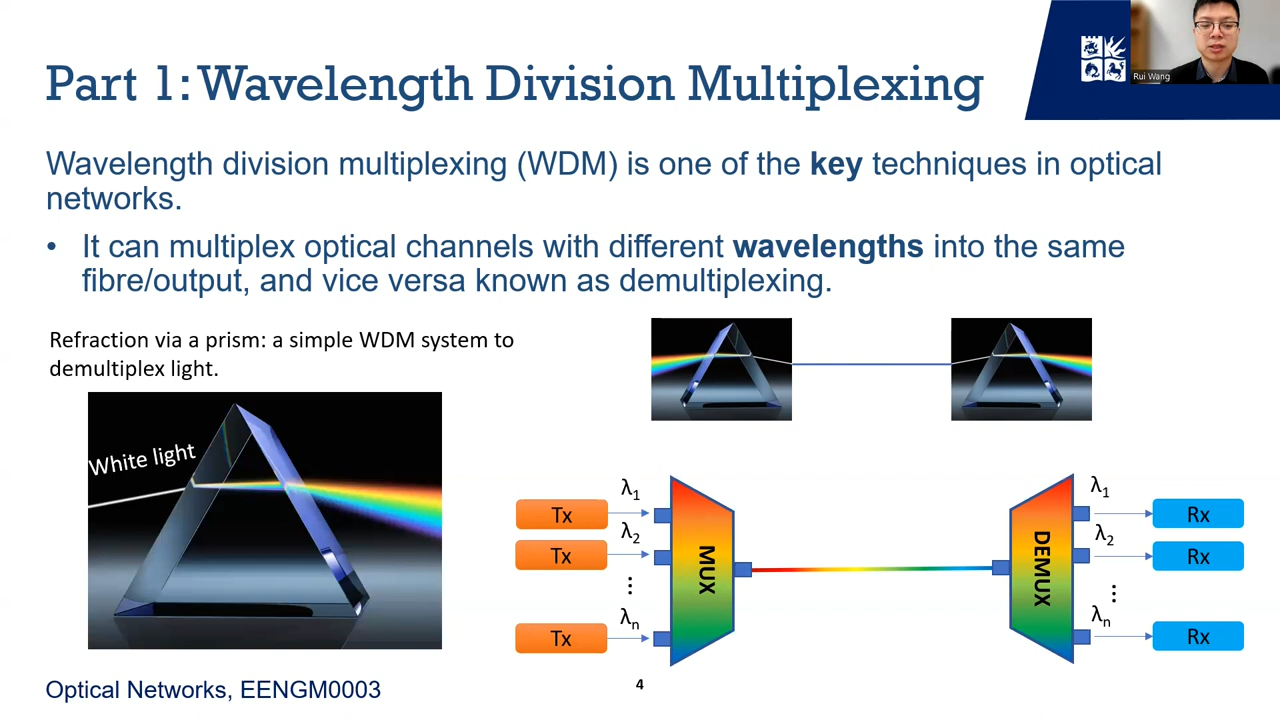 Rui Wang
Part 1: Wavelength Division Multiplexing
Wavelength division multiplexing (WDM) is one of the key techniques in optical
networks.
• It can multiplex optical channels with different wavelengths into the same
fibre/output, and vice versa known as demultiplexing.
Refraction via a prism: a simple WDM system to
demultiplex light.
White light
λ1
Tx
λ2
Tx
⋮
λn
Tx
MUX
DEMUX
λ1
Rx
λ2
Rx
⋮
λn
Rx
Optical Networks, EENGM0003
4